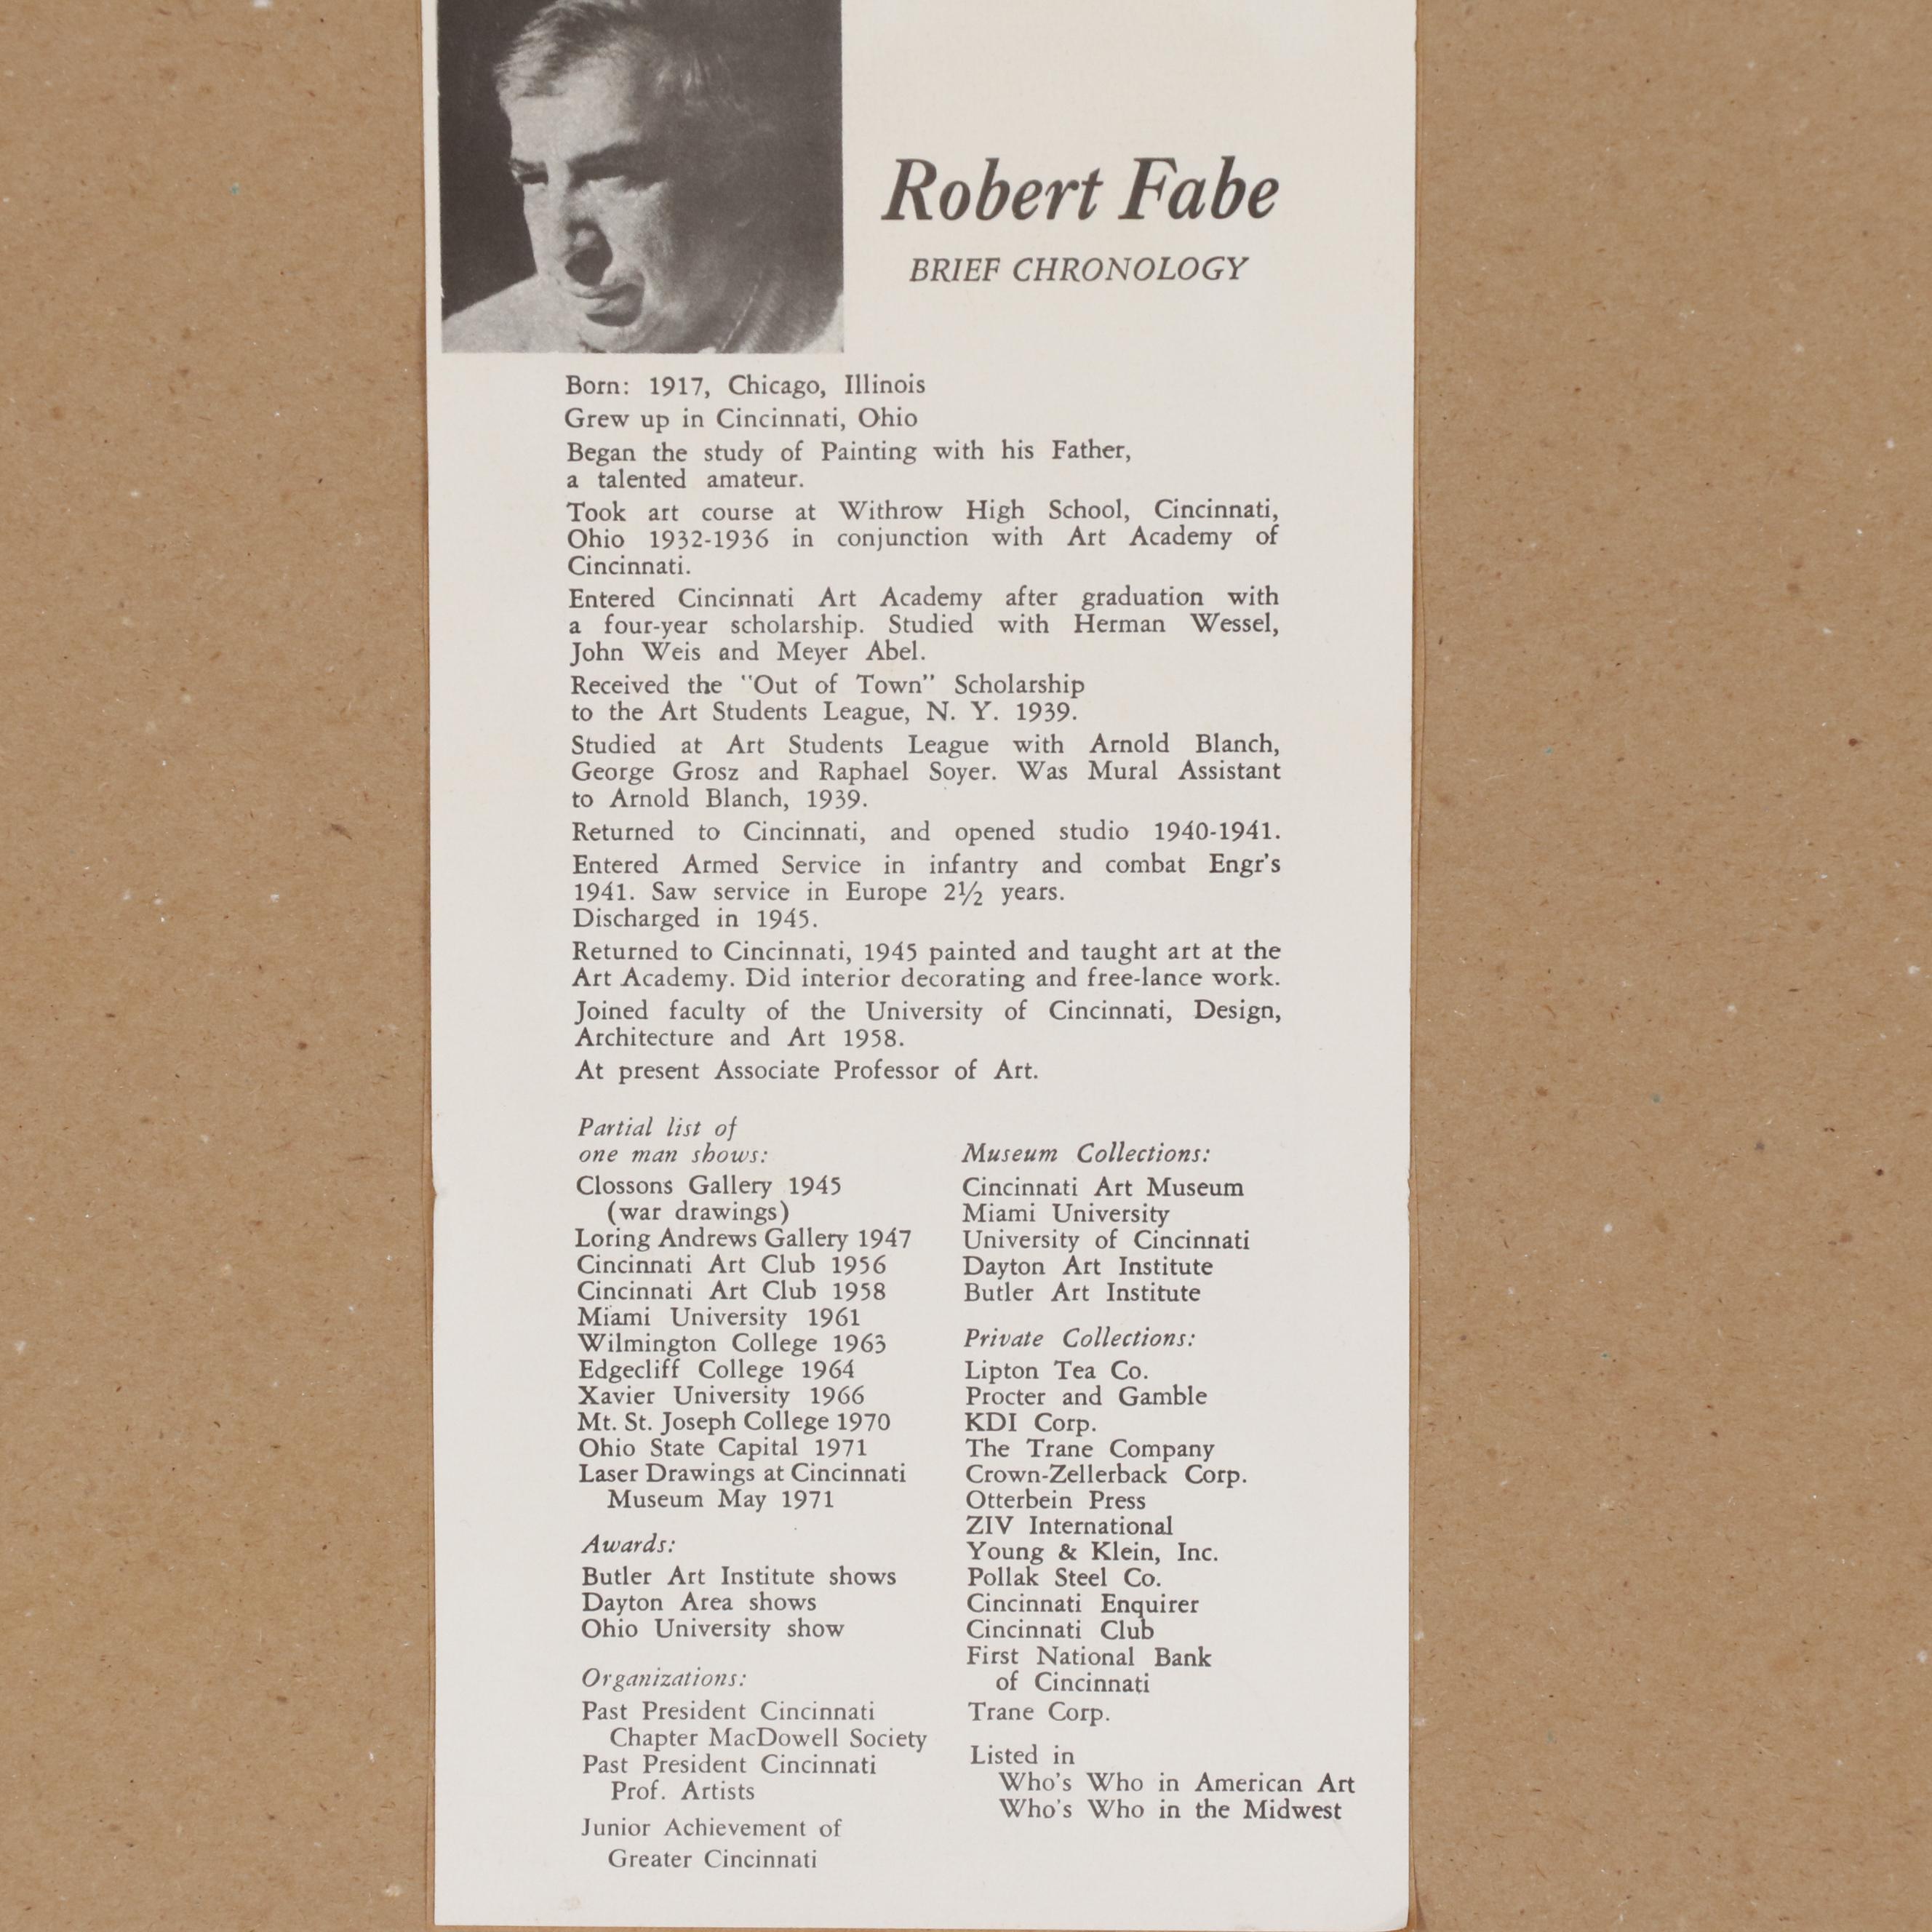 Robert Fabe
BRIEF CHRONOLOGY
Born: 1917, Chicago, Illinois
Grew up in Cincinnati, Ohio
Began the study of Painting with his Father,
a talented amateur.
Took art course at Withrow High School, Cincinnati,
Ohio 1932-1936 in conjunction with Art Academy of
Cincinnati.
Entered Cincinnati Art Academy after graduation with
a four-year scholarship. Studied with Herman Wessel,
John Weis and Meyer Abel.
Received the "Out of Town" Scholarship
to the Art Students League, N. Y. 1939.
Studied at Art Students League with Arnold Blanch,
George Grosz and Raphael Soyer. Was Mural Assistant
to Arnold Blanch, 1939.
Returned to Cincinnati, and opened studio 1940-1941.
Entered Armed Service in infantry and combat Engr's
1941. Saw service in Europe 2½ years.
Discharged in 1945.
Returned to Cincinnati, 1945 painted and taught art at the
Art Academy. Did interior decorating and free-lance work.
Joined faculty of the University of Cincinnati, Design,
Architecture and Art 1958.
At present Associate Professor of Art.
Partial list of
one man shows:
Clossons Gallery 1945
(war drawings)
Loring Andrews Gallery 1947
Cincinnati Art Club 1956
Cincinnati Art Club 1958
Miami University 1961
Wilmington College 1963
Edgecliff College 1964
Xavier University 1966
Mt. St. Joseph College 1970
Ohio State Capital 1971
Laser Drawings at Cincinnati
Museum May 1971
Awards:
Butler Art Institute shows
Dayton Area shows
Ohio University show
Organizations:
Past President Cincinnati
Chapter MacDowell Society
Past President Cincinnati
Prof. Artists
Junior Achievement of
Greater Cincinnati
Museum Collections:
Cincinnati Art Museum
Miami University
University of Cincinnati
Dayton Art Institute
Butler Art Institute
Private Collections:
Lipton Tea Co.
Procter and Gamble
KDI Corp.
The Trane Company
Crown-Zellerback Corp.
Otterbein Press
ZIV International
Young & Klein, Inc.
Pollak Steel Co.
Cincinnati Enquirer
Cincinnati Club
First National Bank
of Cincinnati
Trane Corp.
Listed in
Who's Who in American Art
Who's Who in the Midwest